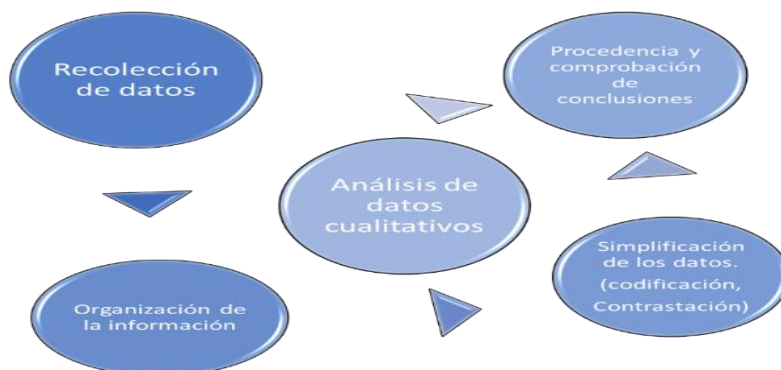 Recolección
de datos
Organización de
la información
Análisis de
datos
cualitativos
Procedencia y
comprobación
de
conclusiones
Simplificación
de los datos.
(codificación,
Contrastación)